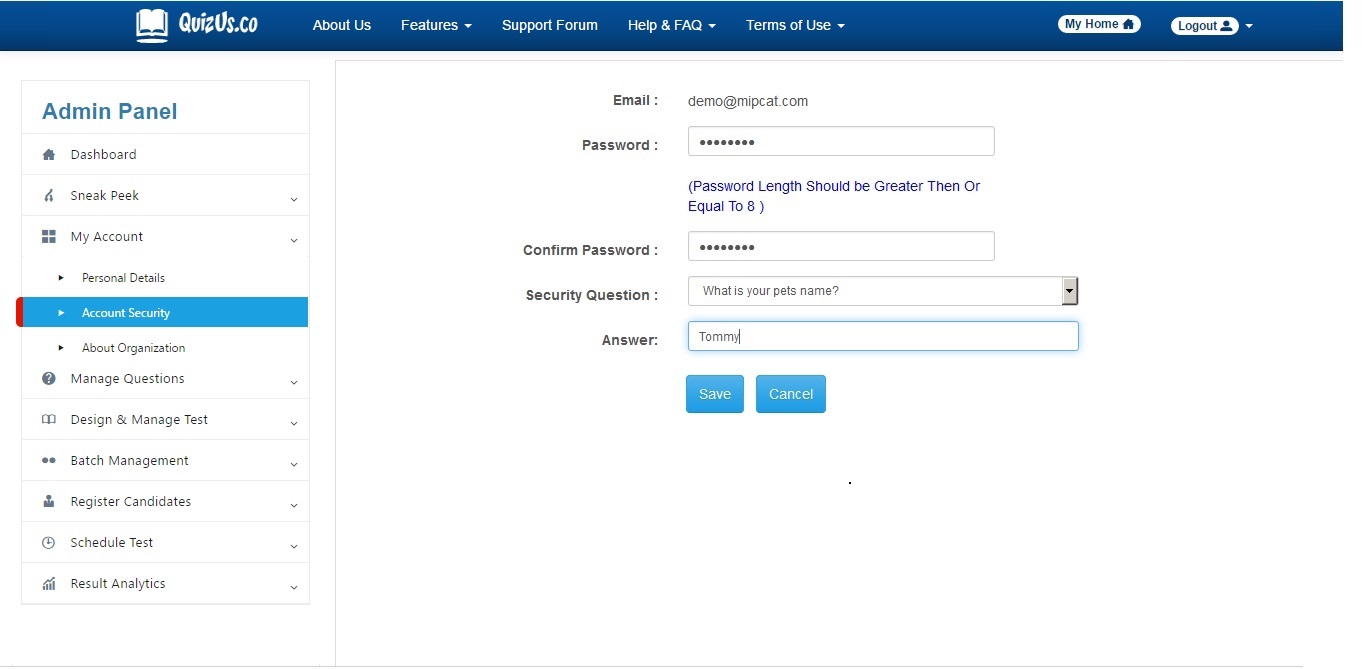 QuizUs.co
About Us Features Support Forum Help & FAQ Terms of Use My Home Logout
Admin Panel
Dashboard
Sneak Peek
My Account
Personal Details
Account Security
About Organization
Manage Questions
Design & Manage Test
Batch Management
Register Candidates
Schedule Test
Result Analytics
Email : demo@mipcat.com
Password : ••••••••
(Password Length Should be Greater Then Or
Equal To 8 )
Confirm Password : ••••••••
Security Question : What is your pets name?
Answer: Tommy
Save Cancel